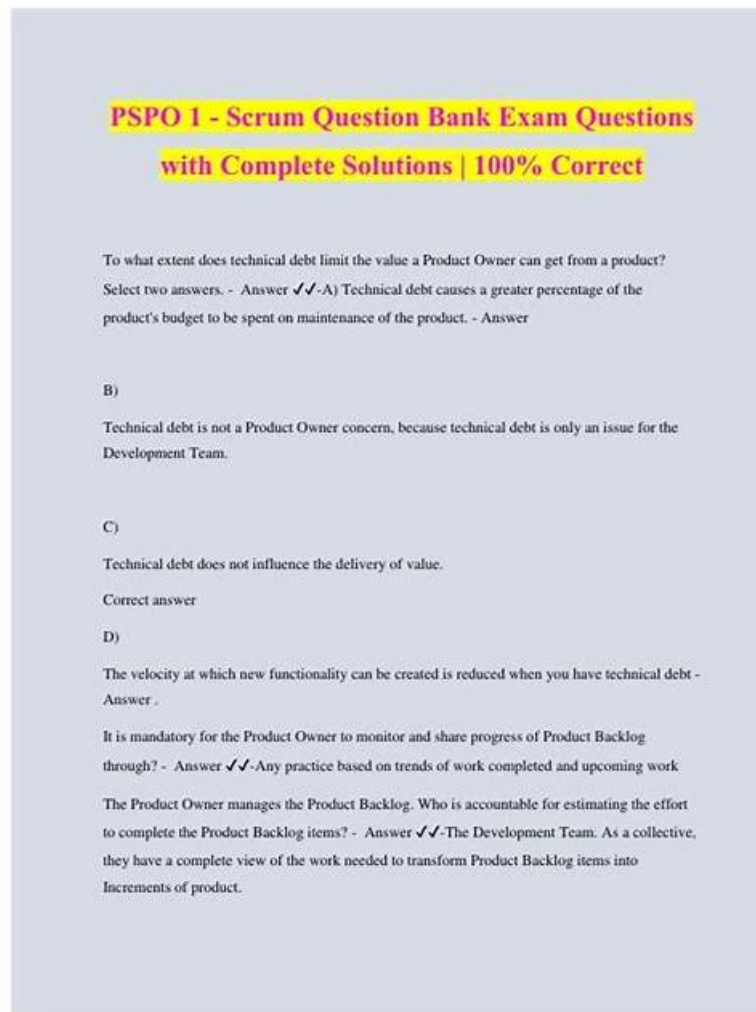 PSPO 1 - Scrum Question Bank Exam Questions
with Complete Solutions | 100% Correct
To what extent does technical debt limit the value a Product Owner can get from a product?
Select two answers. - Answer ✔✔-A) Technical debt causes a greater percentage of the
product's budget to be spent on maintenance of the product. - Answer
B)
Technical debt is not a Product Owner concern, because technical debt is only an issue for the
Development Team.
C)
Technical debt does not influence the delivery of value.
Correct answer
D)
The velocity at which new functionality can be created is reduced when you have technical debt -
Answer .
It is mandatory for the Product Owner to monitor and share progress of Product Backlog
through? - Answer ✔✔-Any practice based on trends of work completed and upcoming work
The Product Owner manages the Product Backlog. Who is accountable for estimating the effort
to complete the Product Backlog items? - Answer ✔✔-The Development Team. As a collective,
they have a complete view of the work needed to transform Product Backlog items into
Increments of product.